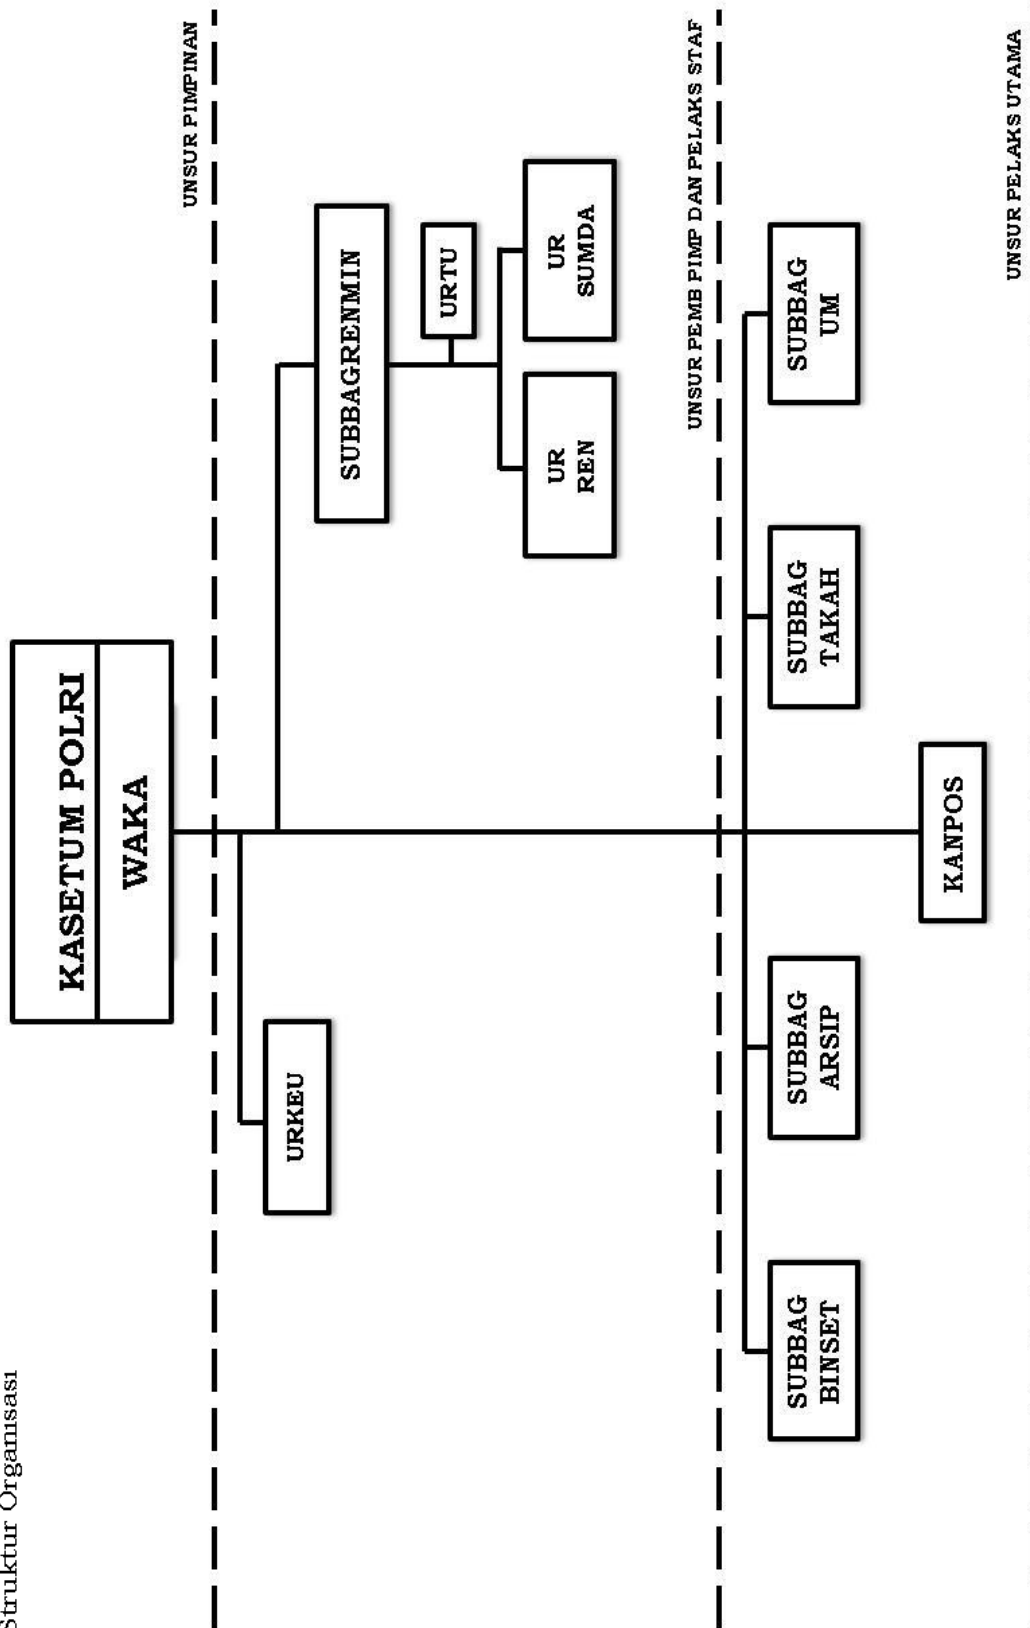 Struktur Organisasi
KASETUM POLRI
WAKA
UNSUR PIMPINAN
URKEU
SUBBAGRENMIN
URTU
UR
REN
UR
SUMDA
UNSUR PEMB PIMP DAN PELAKS STAF
SUBBAG
BINSET
SUBBAG
ARSIP
SUBBAG
TAKAH
SUBBAG
UM
KANPOS
UNSUR PELAKS UTAMA